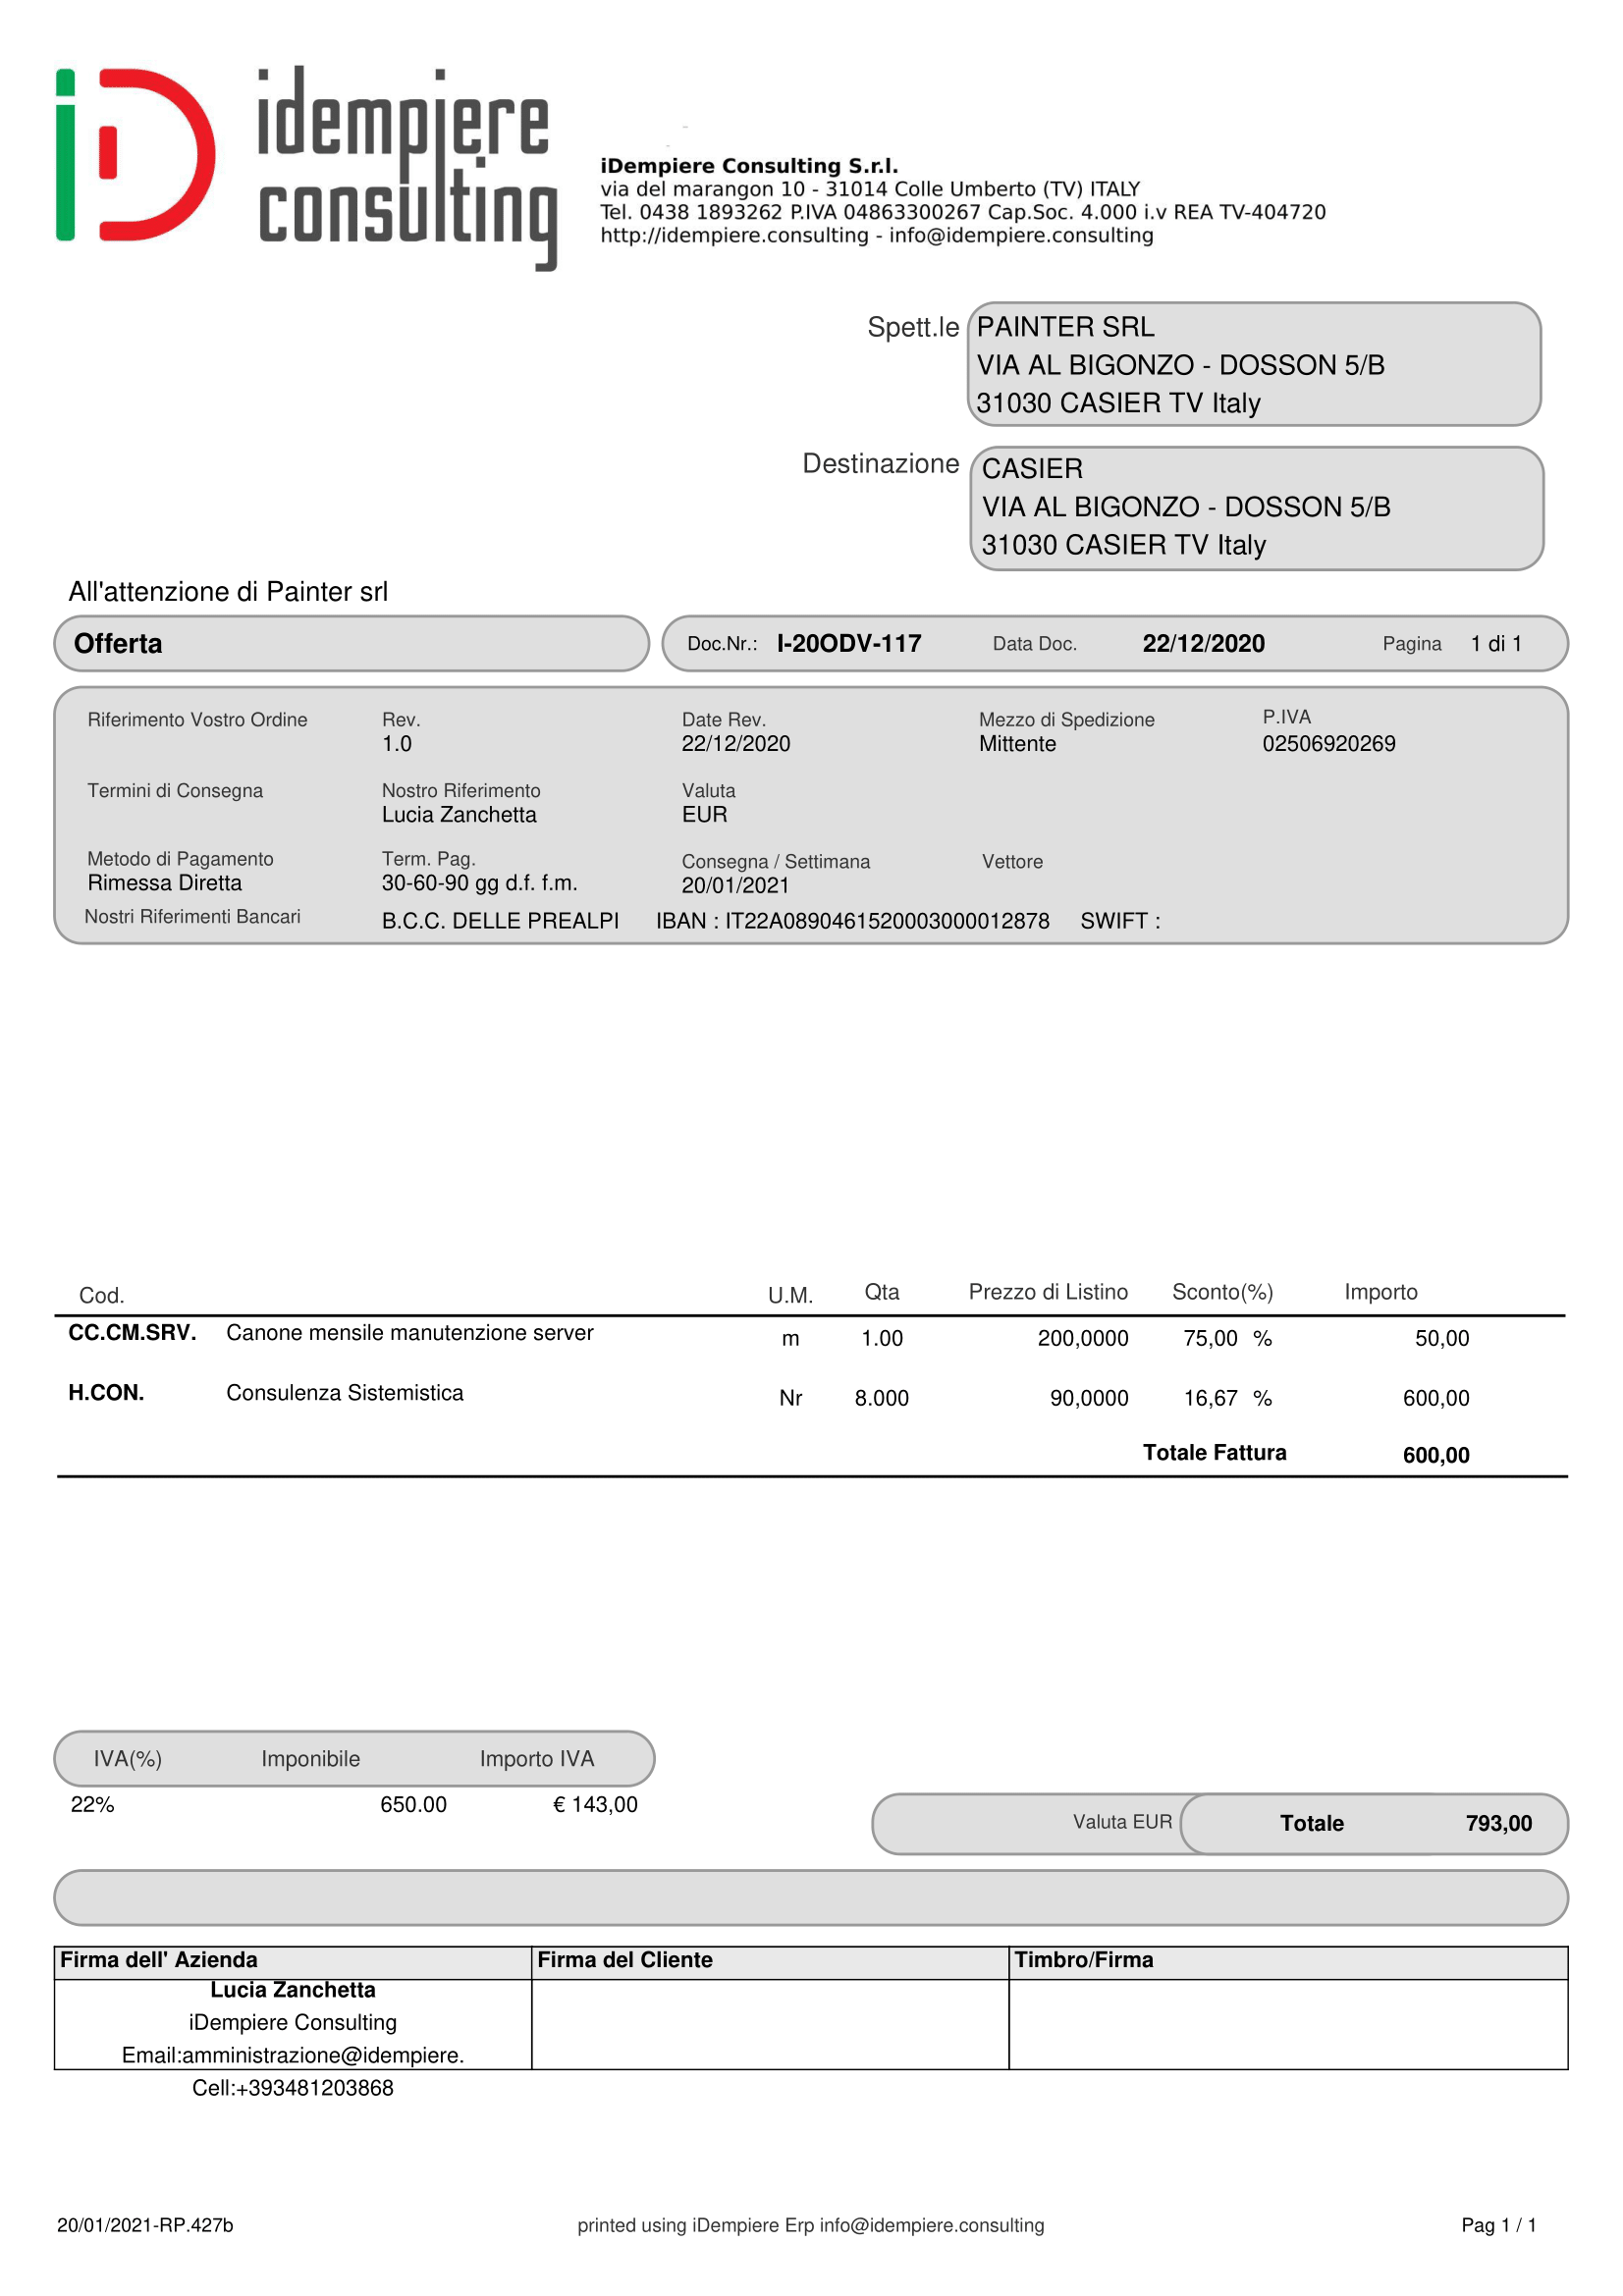 idempiere
consulting
iDempiere Consulting S.r.l.
via del marangon 10 - 31014 Colle Umberto (TV) ITALY
Tel. 0438 1893262 P.IVA 04863300267 Cap.Soc. 4.000 i.v REA TV-404720
http://idempiere.consulting - info@idempiere.consulting
Spett.le PAINTER SRL
VIA AL BIGONZO - DOSSON 5/B
31030 CASIER TV Italy
Destinazione CASIER
VIA AL BIGONZO - DOSSON 5/B
31030 CASIER TV Italy
All'attenzione di Painter srl
Offerta Doc.Nr.: I-20ODV-117 Data Doc. 22/12/2020 Pagina 1 di 1
Riferimento Vostro Ordine Rev. Date Rev. Mezzo di Spedizione P.IVA
1.0 22/12/2020 Mittente 02506920269
Termini di Consegna Nostro Riferimento Valuta
Lucia Zanchetta EUR
Metodo di Pagamento Term. Pag. Consegna / Settimana Vettore
Rimessa Diretta 30-60-90 gg d.f. f.m. 20/01/2021
Nostri Riferimenti Bancari B.C.C. DELLE PREALPI IBAN : IT22A0890461520003000012878 SWIFT :
Cod. U.M. Qta Prezzo di Listino Sconto(%) Importo
CC.CM.SRV. Canone mensile manutenzione server m 1.00 200,0000 75,00 % 50,00
H.CON. Consulenza Sistemistica Nr 8.000 90,0000 16,67 % 600,00
Totale Fattura 600,00
IVA(%) Imponibile Importo IVA
22% 650.00 € 143,00
Valuta EUR Totale 793,00
Firma dell' Azienda Firma del Cliente Timbro/Firma
Lucia Zanchetta
iDempiere Consulting
Email:amministrazione@idempiere.
Cell:+393481203868
20/01/2021-RP.427b printed using iDempiere Erp info@idempiere.consulting Pag 1 / 1